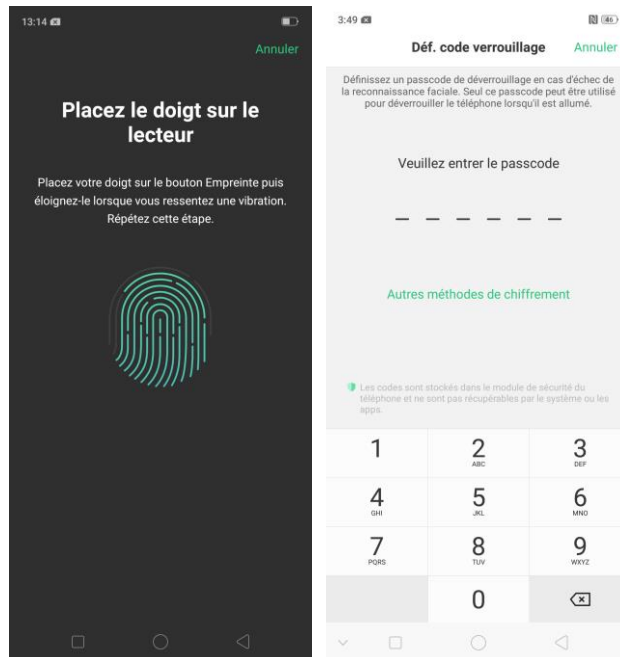 13:14
Annuler
Placez le doigt sur le
lecteur
Placez votre doigt sur le bouton Empreinte puis
éloignez-le lorsque vous ressentez une vibration.
Répétez cette étape.
3:49
46
Déf. code verrouillage
Annuler
Définissez un passcode de déverrouillage en cas d'échec de
la reconnaissance faciale. Seul ce passcode peut être utilisé
pour déverrouiller le téléphone lorsqu'il est allumé.
Veuillez entrer le passcode
Autres méthodes de chiffrement
Les codes sont stockés dans le module de sécurité du
téléphone et ne sont pas récupérables par le système ou les
apps.
1 2 3
ABC DEF
4 5 6
GHI JKL MNO
7 8 9
PQRS TUV WXYZ
0